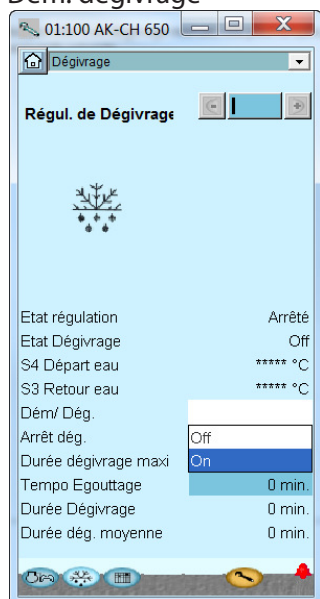 Dém. dégivrage
01:100 AK-CH 650
Dégivrage
Régul. de Dégivrage
Etat régulation Arrêté
Etat Dégivrage Off
S4 Départ eau ***** °C
S3 Retour eau ***** °C
Dém/ Dég.
Arrêt dég. Off
Durée dégivrage maxi On
Tempo Egouttage 0 min.
Durée Dégivrage 0 min.
Durée dég. moyenne 0 min.